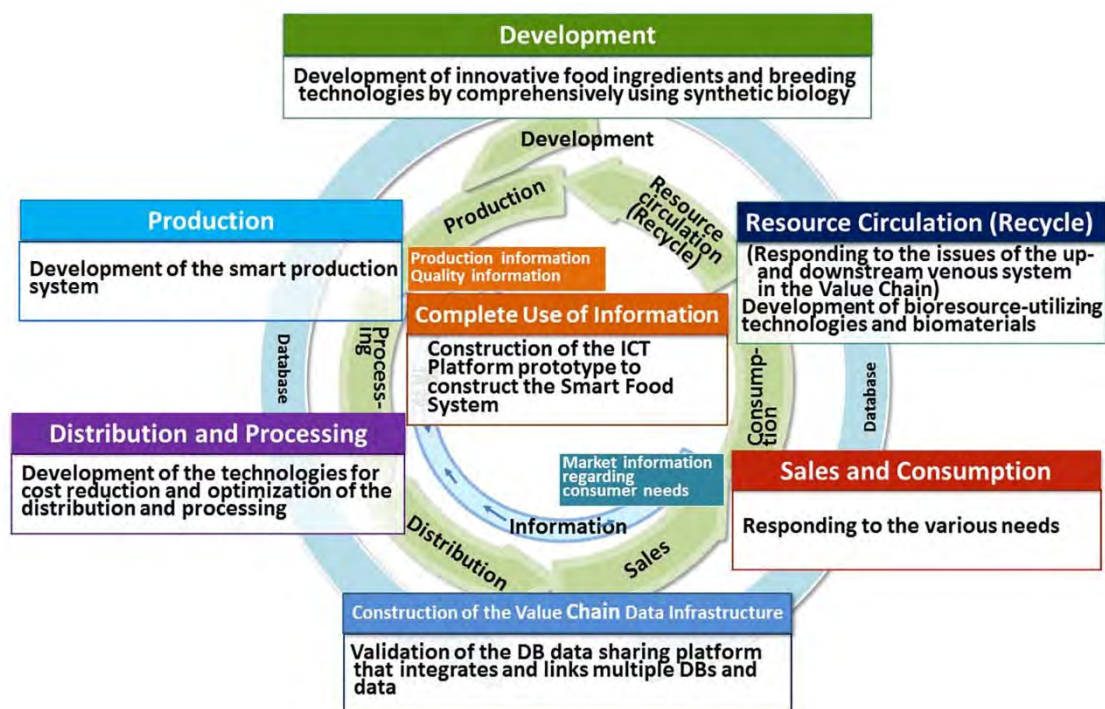 Development
Development of innovative food ingredients and breeding
technologies by comprehensively using synthetic biology
Development
Production
Resource
circulation
(Recycle)
Production
Development of the smart production
system
Production information
Quality information
Resource Circulation (Recycle)
(Responding to the issues of the up-
and downstream venous system
in the Value Chain)
Development of bioresource-utilizing
technologies and biomaterials
Complete Use of Information
Construction of the ICT
Platform prototype to
construct the Smart Food
System
Process-
ing
Database
Consump-
tion
Database
Distribution and Processing
Development of the technologies for
cost reduction and optimization of the
distribution and processing
Market information
regarding
consumer needs
Sales and Consumption
Responding to the various needs
Information
Distribution
Sales
Construction of the Value Chain Data Infrastructure
Validation of the DB data sharing platform
that integrates and links multiple DBs and
data